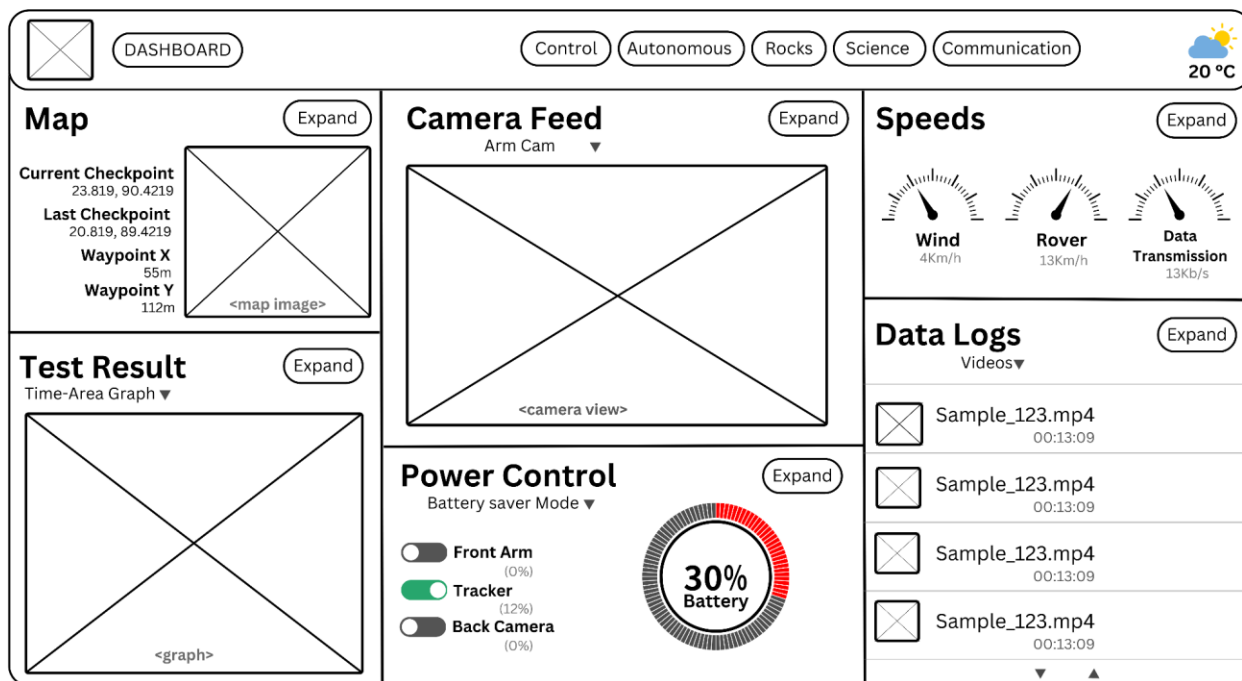 DASHBOARD
Control
Autonomous
Rocks
Science
Communication
20 °C
Map
Expand
Current Checkpoint
23.819, 90.4219
Last Checkpoint
20.819, 89.4219
Waypoint X
55m
Waypoint Y
112m
<map image>
Test Result
Expand
Time-Area Graph
<graph>
Camera Feed
Expand
Arm Cam
<camera view>
Power Control
Expand
Battery saver Mode
Front Arm
(0%)
Tracker
(12%)
Back Camera
(0%)
30%
Battery
Speeds
Expand
Wind
4Km/h
Rover
13Km/h
Data
Transmission
13Kb/s
Data Logs
Expand
Videos
Sample_123.mp4
00:13:09
Sample_123.mp4
00:13:09
Sample_123.mp4
00:13:09
Sample_123.mp4
00:13:09